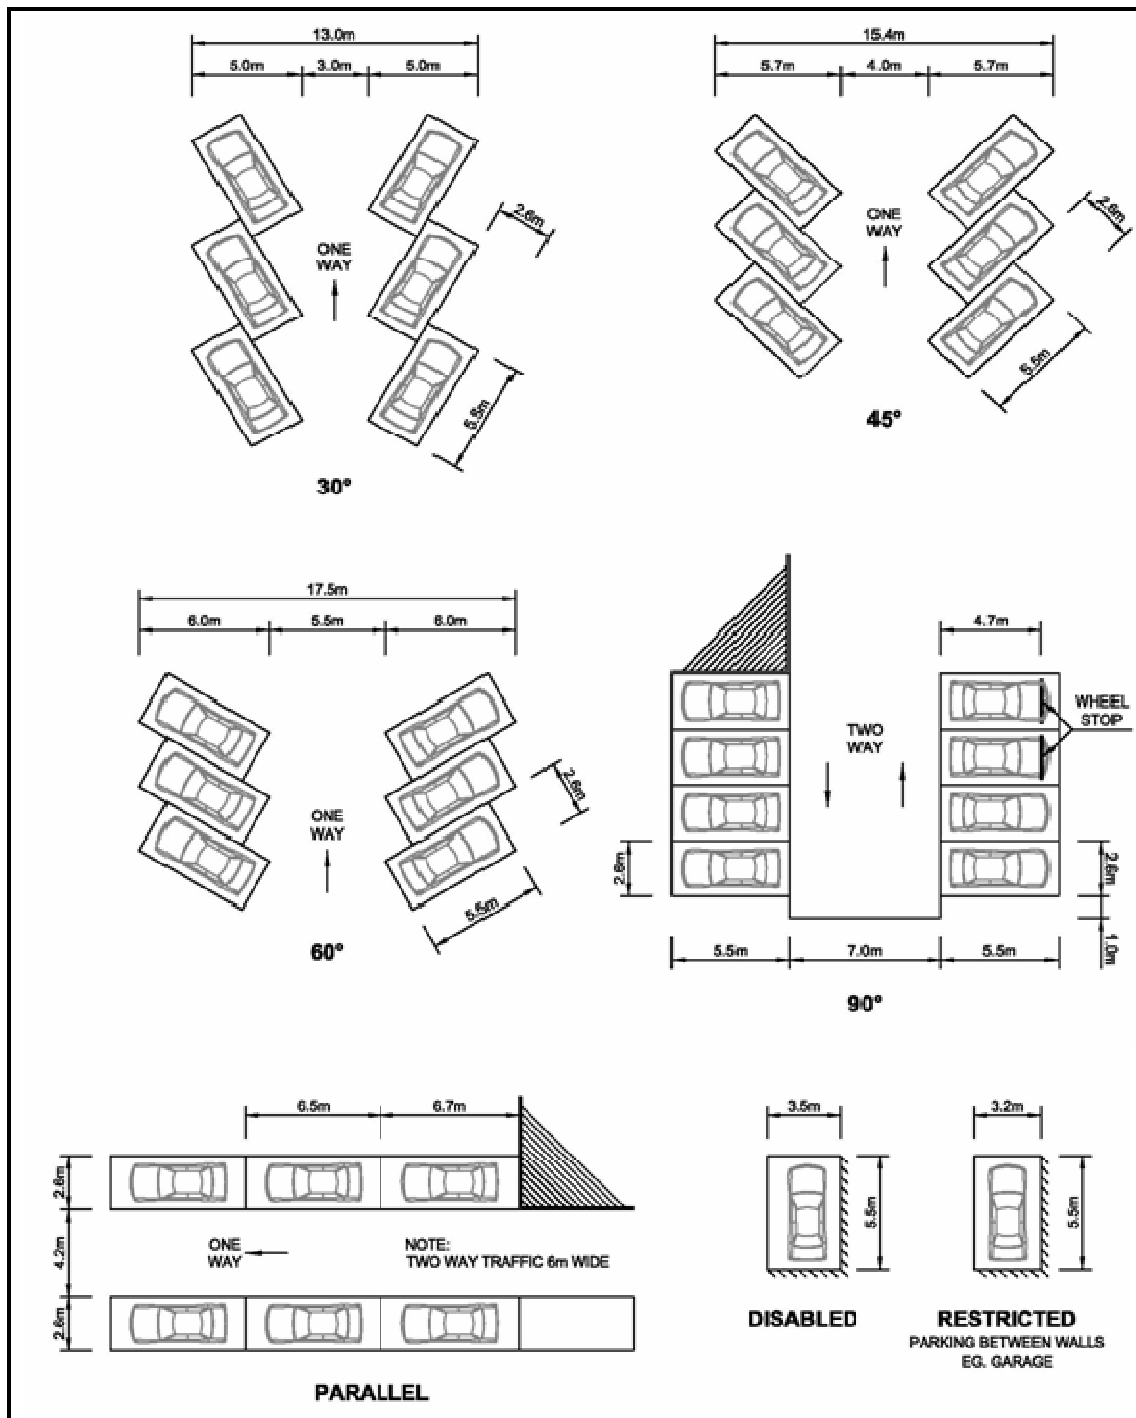 13.0m
5.0m 3.0m 5.0m
2.6m
ONE
WAY
5.5m
30°
15.4m
5.7m 4.0m 5.7m
2.6m
ONE
WAY
5.5m
45°
17.5m
6.0m 5.5m 6.0m
2.6m
ONE
WAY
5.5m
60°
4.7m
WHEEL
STOP
TWO
WAY
2.6m
2.6m
1.0m
5.5m 7.0m 5.5m
90°
6.5m 6.7m
2.6m
4.2m
2.6m
ONE
WAY
NOTE:
TWO WAY TRAFFIC 6m WIDE
PARALLEL
3.5m
5.5m
DISABLED
3.2m
5.5m
RESTRICTED
PARKING BETWEEN WALLS
EG. GARAGE